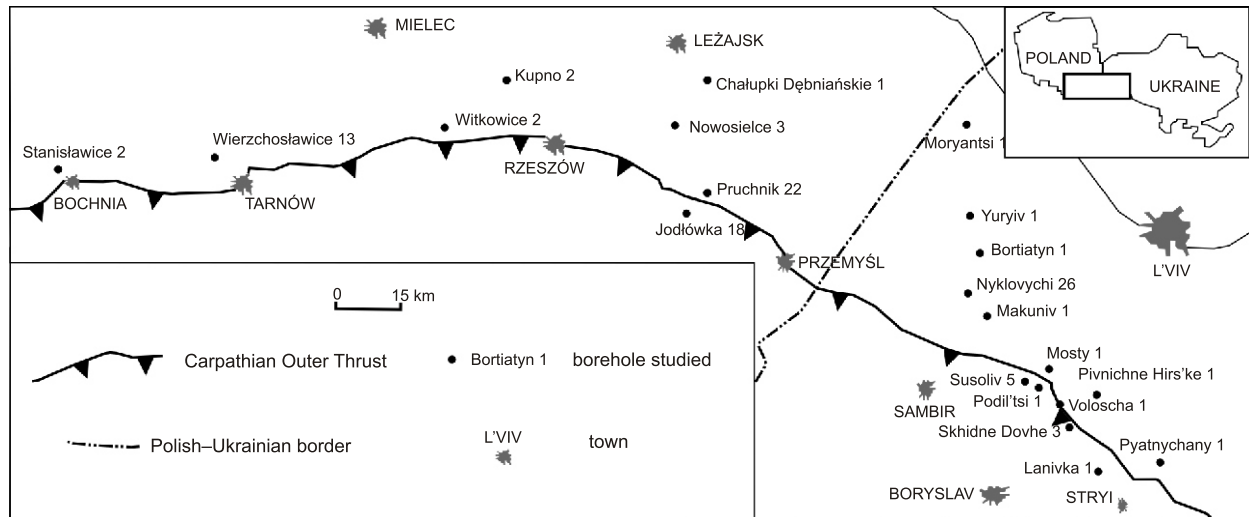 MIELEC
LEŻAJSK
POLAND
UKRAINE
Kupno 2
Chałupki Dębniańskie 1
Witkowice 2
Nowosielce 3
Wierzchosławice 13
Moryantsi 1
Stanisławice 2
RZESZÓW
BOCHNIA
TARNÓW
Pruchnik 22
Jodłówka 18
Yuryiv 1
Bortiatyn 1
L'VIV
PRZEMYŚL
Nyklovychi 26
Makuniv 1
0 15 km
Carpathian Outer Thrust
Bortiatyn 1 borehole studied
Mosty 1
Pivnichne Hirs'ke 1
Susoliv 5
Podil'tsi 1
Voloscha 1
SAMBIR
Skhidne Dovhe 3
Polish–Ukrainian border
L'VIV town
Pyatnychany 1
Lanivka 1
BORYSLAV
STRYI